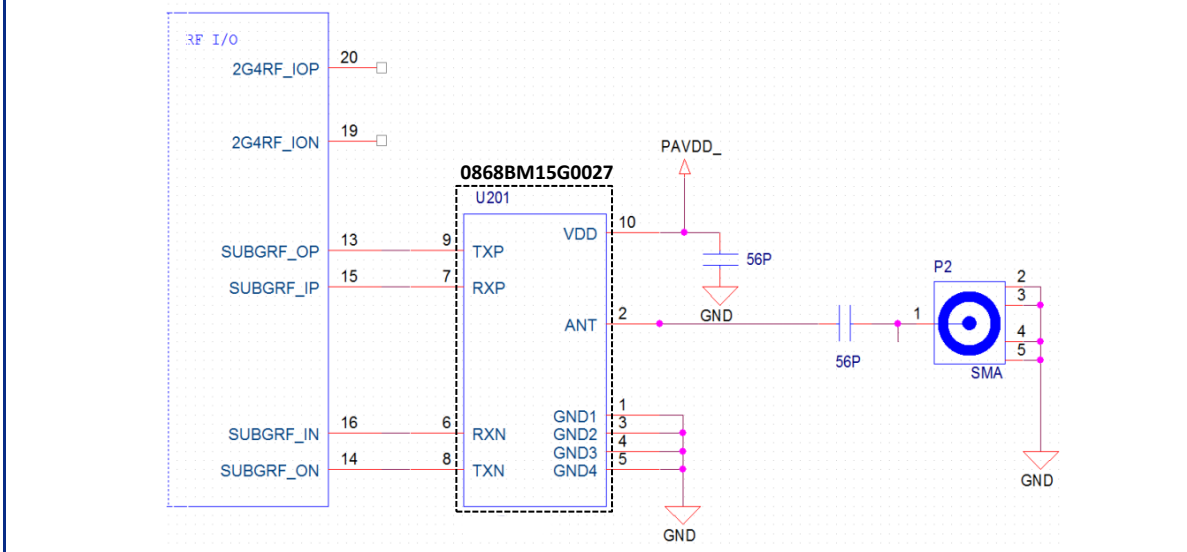 RF I/O
2G4RF_IOP
20
2G4RF_ION
19
PAVDD_
0868BM15G0027
U201
VDD
10
SUBGRF_OP
13
9
TXP
56P
SUBGRF_IP
15
7
RXP
GND
P2
ANT
2
1
2
3
4
5
56P
SMA
GND1
1
SUBGRF_IN
16
6
RXN
GND2
3
GND3
4
SUBGRF_ON
14
8
TXN
GND4
5
GND
GND